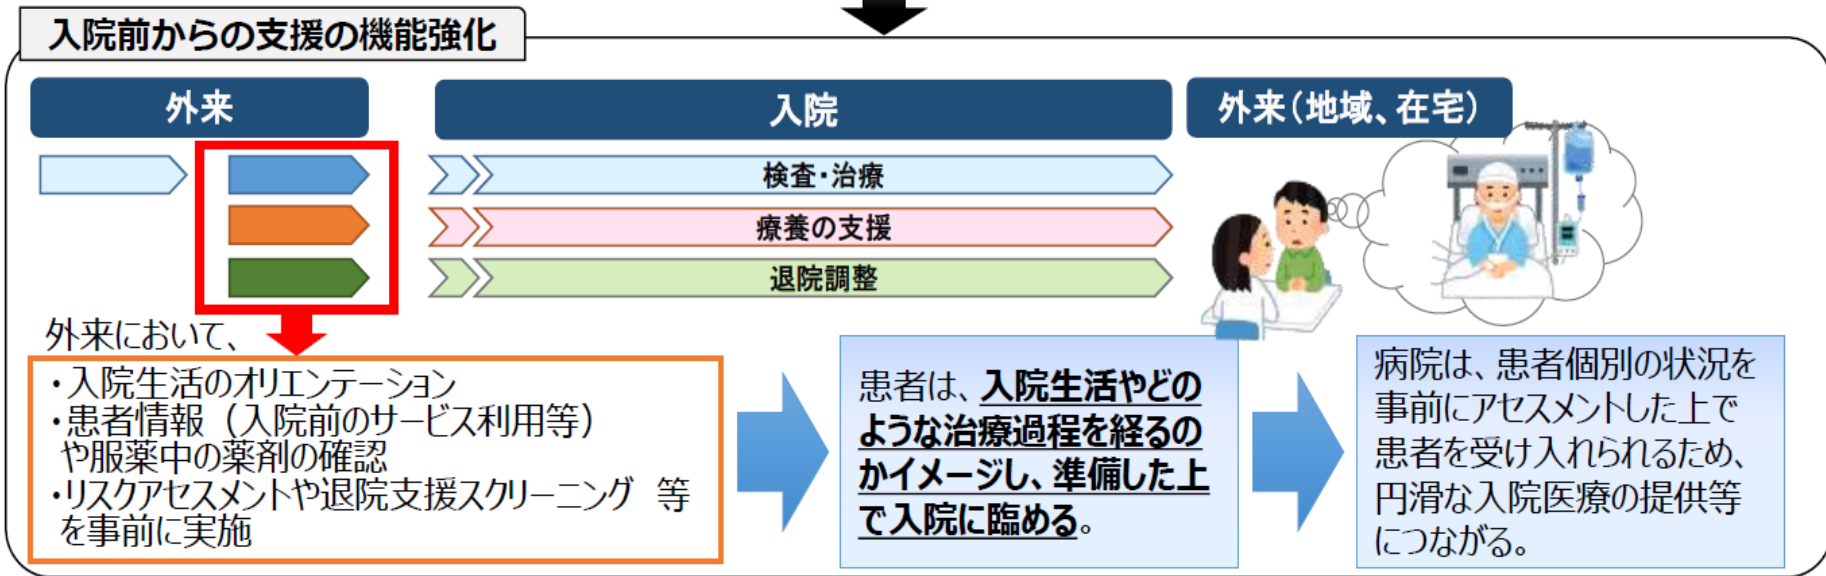 入院前からの支援の機能強化
外来
入院
外来(地域、在宅)
検査・治療
療養の支援
退院調整
外来において、
・入院生活のオリエンテーション
・患者情報(入院前のサービス利用等)
や服薬中の薬剤の確認
・リスクアセスメントや退院支援スクリーニング 等
を事前に実施
患者は、入院生活やどの
ような治療過程を経るの
かイメージし、準備した上
で入院に臨める。
病院は、患者個別の状況を
事前にアセスメントした上で
患者を受け入れられるため、
円滑な入院医療の提供等
につながる。